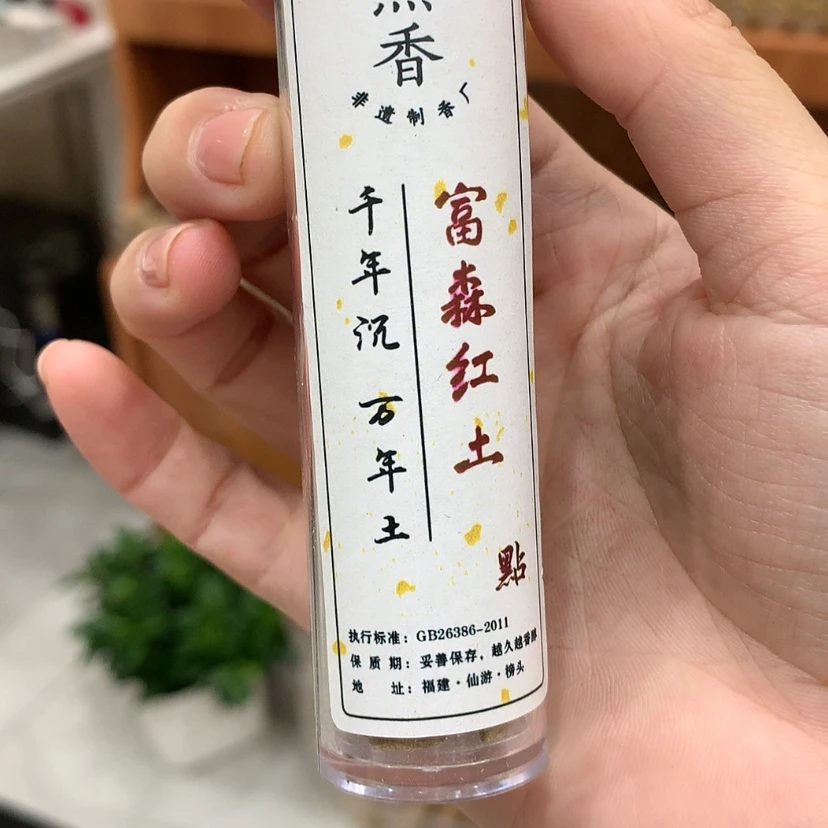 香
遵制香
富森红土
千年沉 万年土
點
执行标准：GB26386-2011
保质期：妥善保存，越久越香醇
地址：福建·仙游·榜头